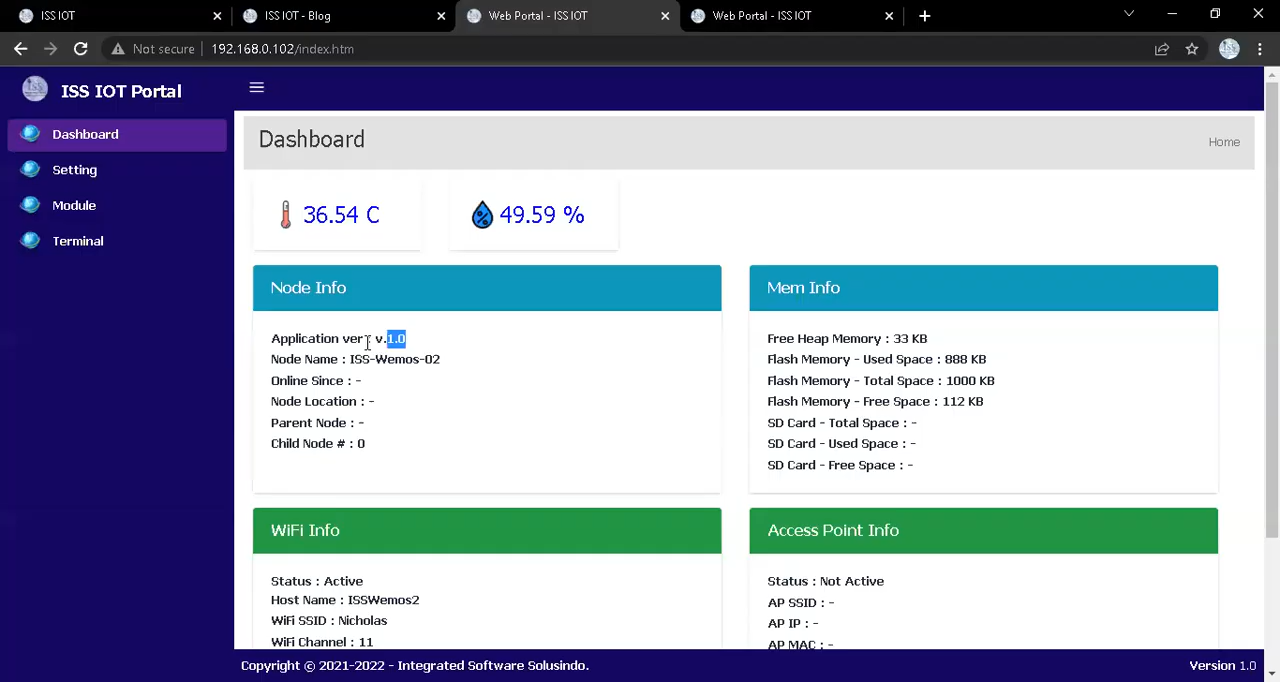 ISS IOT
ISS IOT - Blog
Web Portal - ISS IOT
Web Portal - ISS IOT
Not secure
192.168.0.102/index.htm
ISS IOT Portal
Dashboard
Setting
Module
Terminal
Dashboard
Home
36.54 C
49.59 %
Node Info
Application ver : v.1.0
Node Name : ISS-Wemos-02
Online Since : -
Node Location : -
Parent Node : -
Child Node # : 0
Mem Info
Free Heap Memory : 33 KB
Flash Memory - Used Space : 888 KB
Flash Memory - Total Space : 1000 KB
Flash Memory - Free Space : 112 KB
SD Card - Total Space : -
SD Card - Used Space : -
SD Card - Free Space : -
WiFi Info
Status : Active
Host Name : ISSWemos2
WiFi SSID : Nicholas
WiFi Channel : 11
Access Point Info
Status : Not Active
AP SSID : -
AP IP : -
AP MAC : -
Copyright © 2021-2022 - Integrated Software Solusindo.
Version 1.0